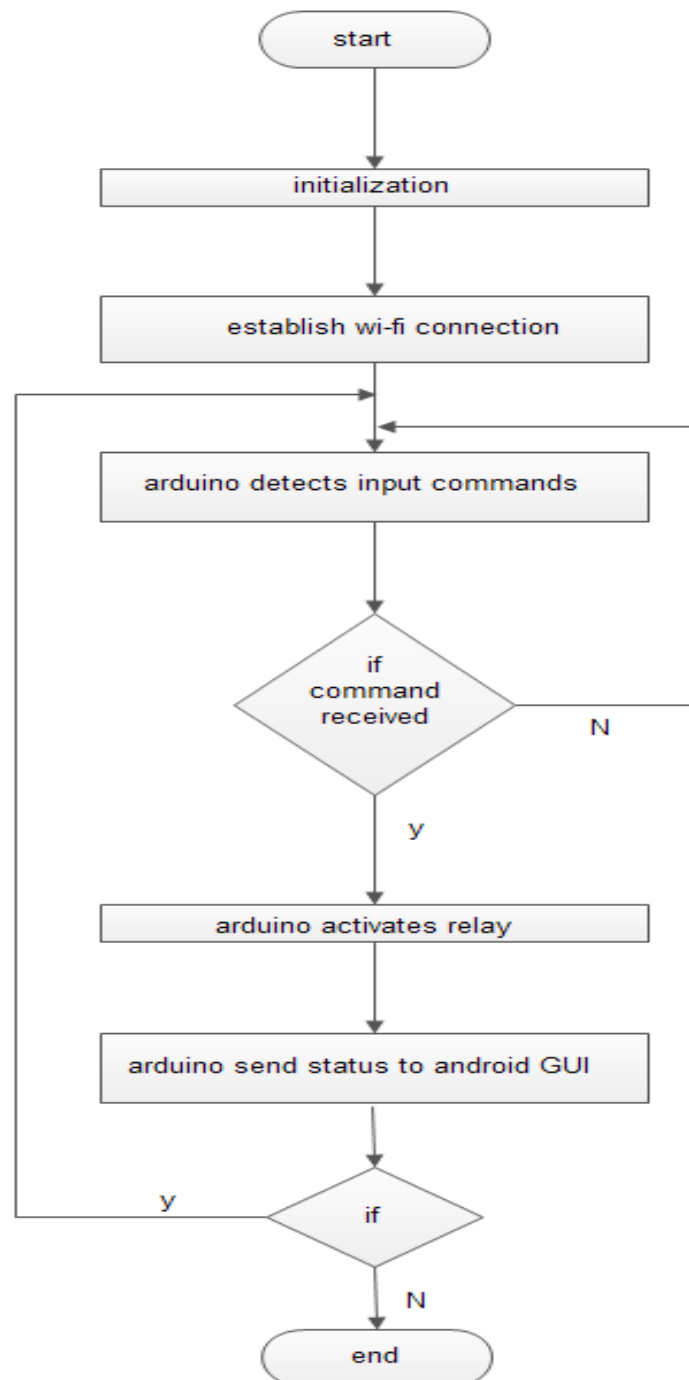 start
initialization
establish wi-fi connection
arduino detects input commands
if
command
received
N
y
arduino activates relay
arduino send status to android GUI
y
if
N
end